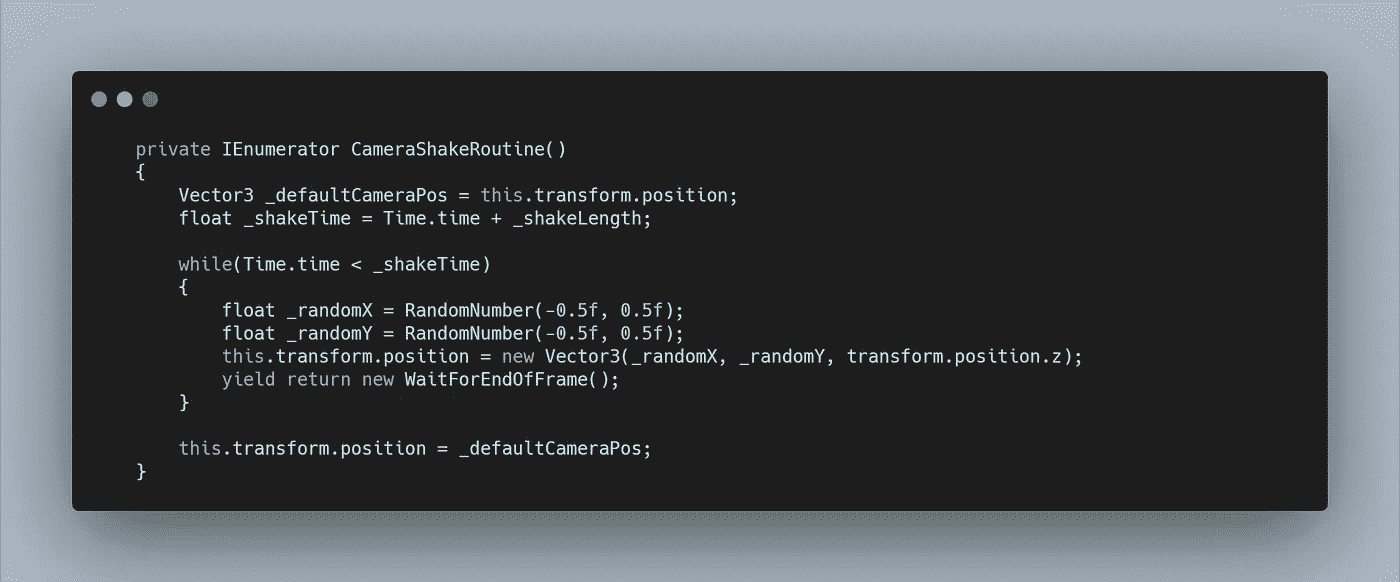 private IEnumerator CameraShakeRoutine()
{
    Vector3 _defaultCameraPos = this.transform.position;
    float _shakeTime = Time.time + _shakeLength;

    while(Time.time < _shakeTime)
    {
        float _randomX = RandomNumber(-0.5f, 0.5f);
        float _randomY = RandomNumber(-0.5f, 0.5f);
        this.transform.position = new Vector3(_randomX, _randomY, transform.position.z);
        yield return new WaitForEndOfFrame();
    }

    this.transform.position = _defaultCameraPos;
}